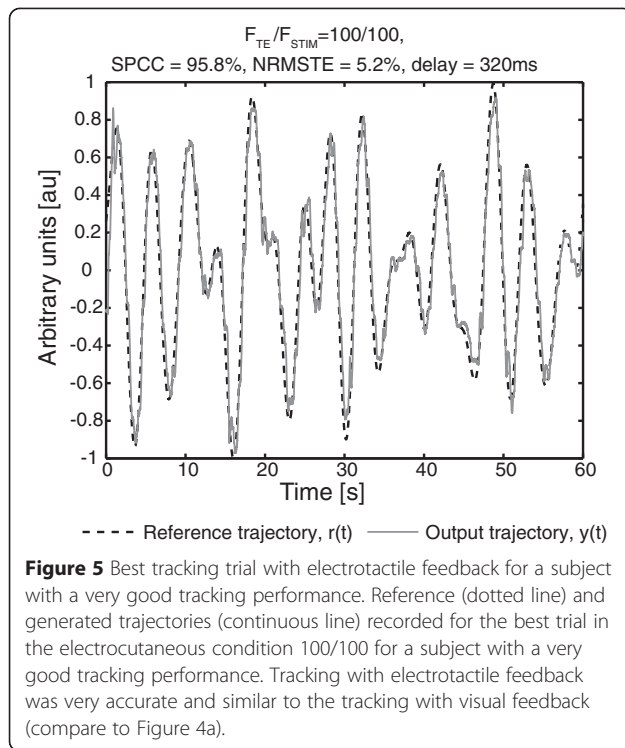 F_TE/F_STIM=100/100,
SPCC = 95.8%, NRMSTE = 5.2%, delay = 320ms
1
0.8
0.6
0.4
0.2
0
-0.2
-0.4
-0.6
-0.8
-1
Arbitrary units [au]
0 10 20 30 40 50 60
Time [s]
Reference trajectory, r(t) Output trajectory, y(t)
Figure 5 Best tracking trial with electrotactile feedback for a subject
with a very good tracking performance. Reference (dotted line) and
generated trajectories (continuous line) recorded for the best trial in
the electrocutaneous condition 100/100 for a subject with a very
good tracking performance. Tracking with electrotactile feedback
was very accurate and similar to the tracking with visual feedback
(compare to Figure 4a).